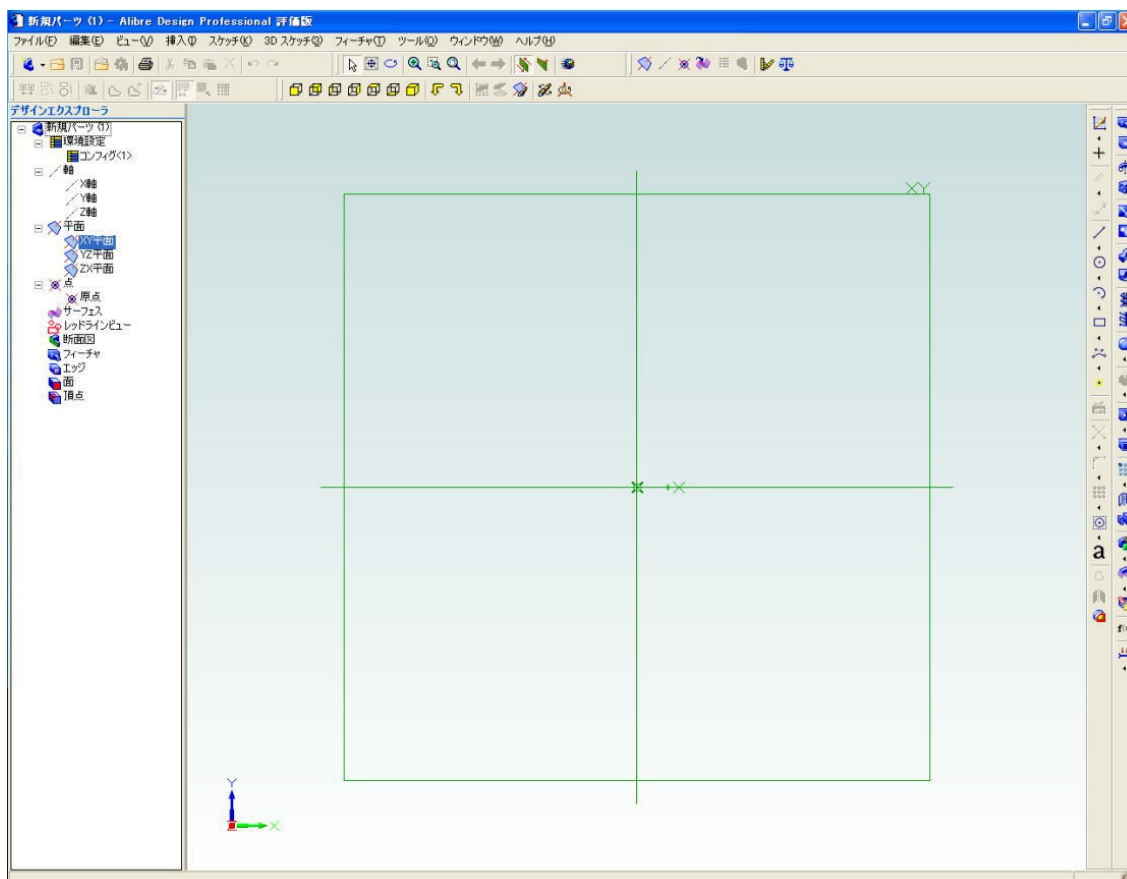 新規パーツ (1) - Alibre Design Professional 評価版
ファイル(F) 編集(E) ビュー(V) 挿入(I) スケッチ(K) 3D スケッチ(3) フィーチャ(T) ツール(O) ウィンドウ(W) ヘルプ(H)
デザインエクスプローラ
新規パーツ (1)
環境設定
コンフィグ<1>
軸
X軸
Y軸
Z軸
平面
XY平面
YZ平面
ZX平面
点
原点
サーフェス
レッドラインビュー
断面図
フィーチャ
エッジ
面
頂点
XY
X
Y
X
a